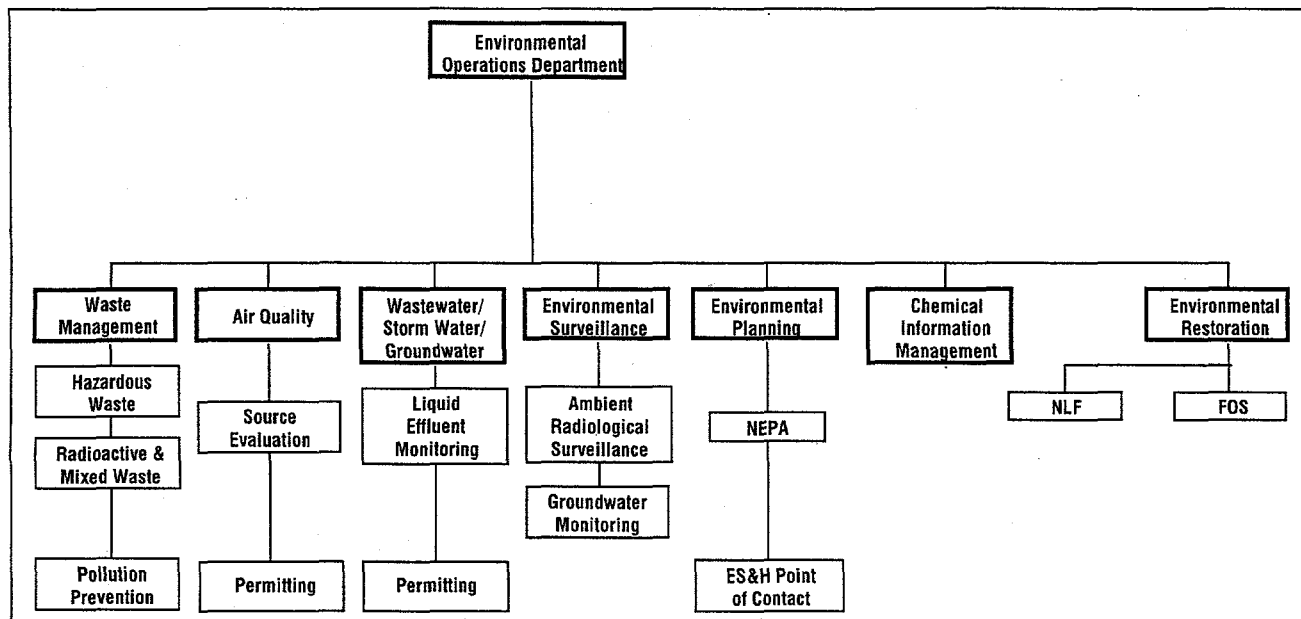 Environmental
Operations Department
Waste
Management
Air Quality
Wastewater/
Storm Water/
Groundwater
Environmental
Surveillance
Environmental
Planning
Chemical
Information
Management
Environmental
Restoration
Hazardous
Waste
Radioactive &
Mixed Waste
Pollution
Prevention
Source
Evaluation
Permitting
Liquid
Effluent
Monitoring
Permitting
Ambient
Radiological
Surveillance
Groundwater
Monitoring
NEPA
ES&H Point
of Contact
NLF
FOS